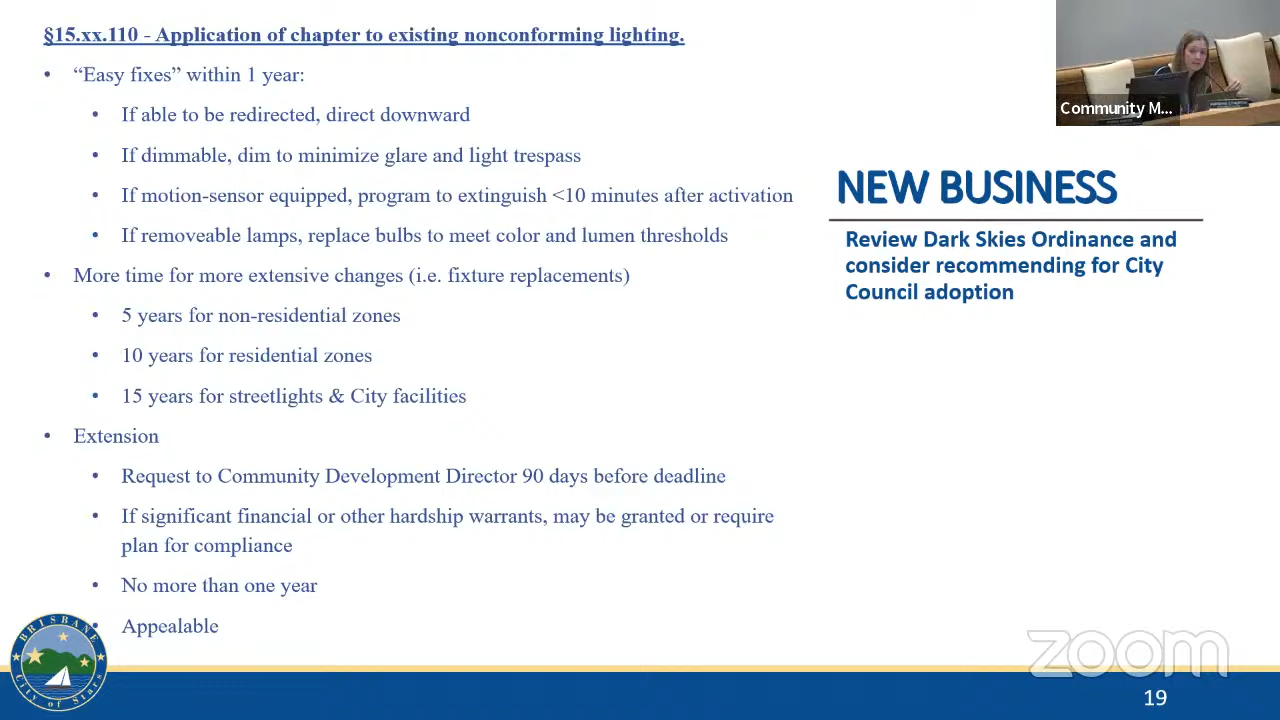 §15.xx.110 - Application of chapter to existing nonconforming lighting.
• “Easy fixes” within 1 year:
• If able to be redirected, direct downward
• If dimmable, dim to minimize glare and light trespass
• If motion-sensor equipped, program to extinguish <10 minutes after activation
• If removeable lamps, replace bulbs to meet color and lumen thresholds
• More time for more extensive changes (i.e. fixture replacements)
• 5 years for non-residential zones
• 10 years for residential zones
• 15 years for streetlights & City facilities
• Extension
• Request to Community Development Director 90 days before deadline
• If significant financial or other hardship warrants, may be granted or require
plan for compliance
• No more than one year
• Appealable
Community M...
NEW BUSINESS
Review Dark Skies Ordinance and
consider recommending for City
Council adoption
BRISBANE
City of Stars
zoom
19